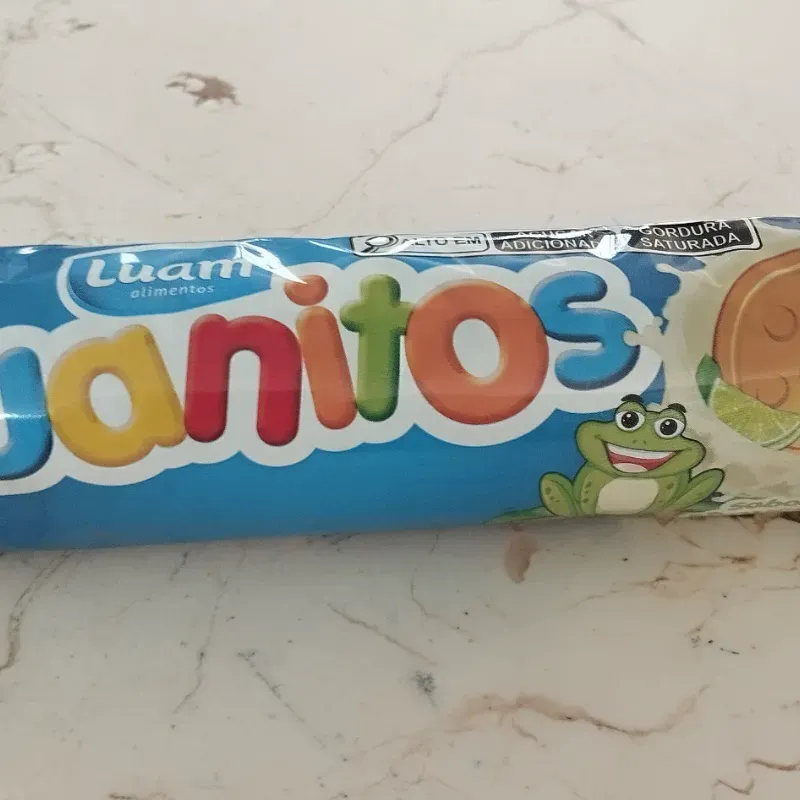 Luam
alimentos
uanitos
ALTO EM
AÇÚCAR ADICIONADO
GORDURA SATURADA